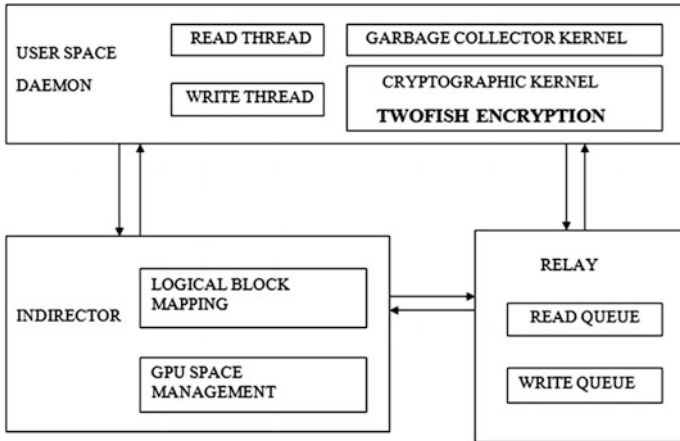 USER SPACE
DAEMON
READ THREAD
WRITE THREAD
GARBAGE COLLECTOR KERNEL
CRYPTOGRAPHIC KERNEL
TWOFISH ENCRYPTION
INDIRECTOR
LOGICAL BLOCK
MAPPING
GPU SPACE
MANAGEMENT
RELAY
READ QUEUE
WRITE QUEUE